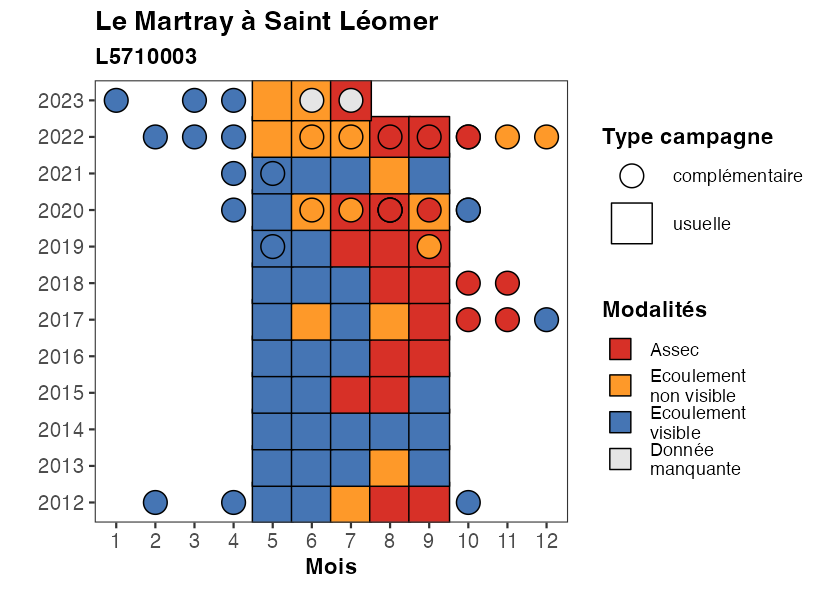 Le Martray à Saint Léomer
L5710003
2023
2022
2021
2020
2019
2018
2017
2016
2015
2014
2013
2012
1 2 3 4 5 6 7 8 9 10 11 12
Mois
Type campagne
complémentaire
usuelle
Modalités
Assec
Ecoulement
non visible
Ecoulement
visible
Donnée
manquante